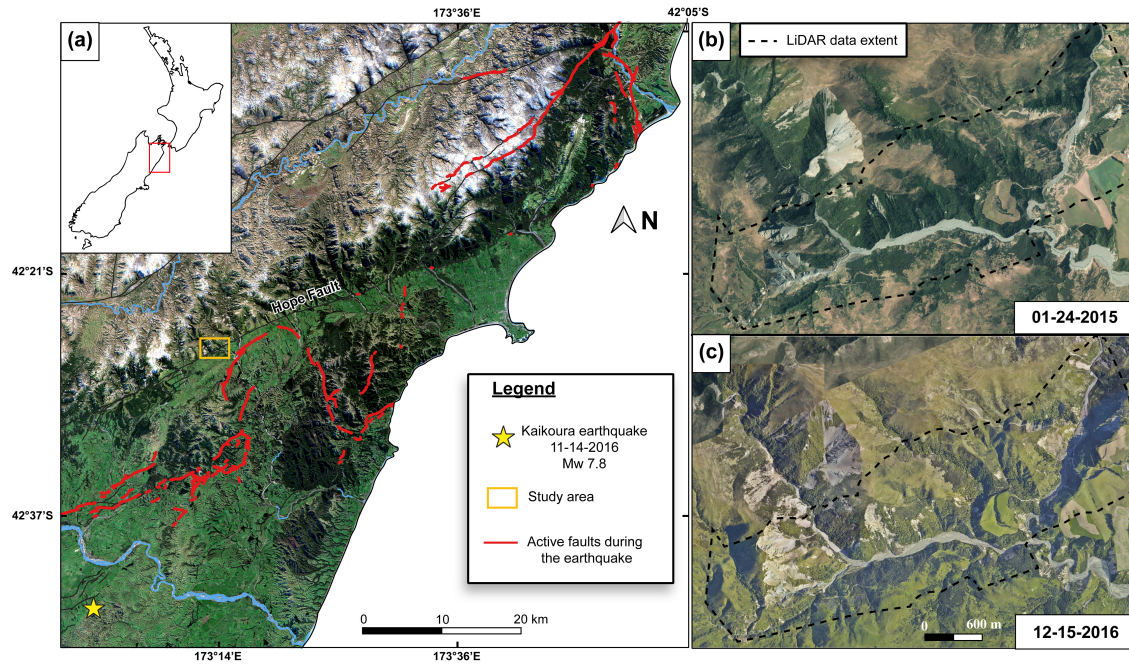 173°36'E
42°05'S
(a)
N
42°21'S
Hope Fault
Legend
Kaikoura earthquake
11-14-2016
Mw 7.8
Study area
Active faults during
the earthquake
42°37'S
0 10 20 km
173°14'E
173°36'E
(b)
LiDAR data extent
01-24-2015
(c)
0 600 m
12-15-2016